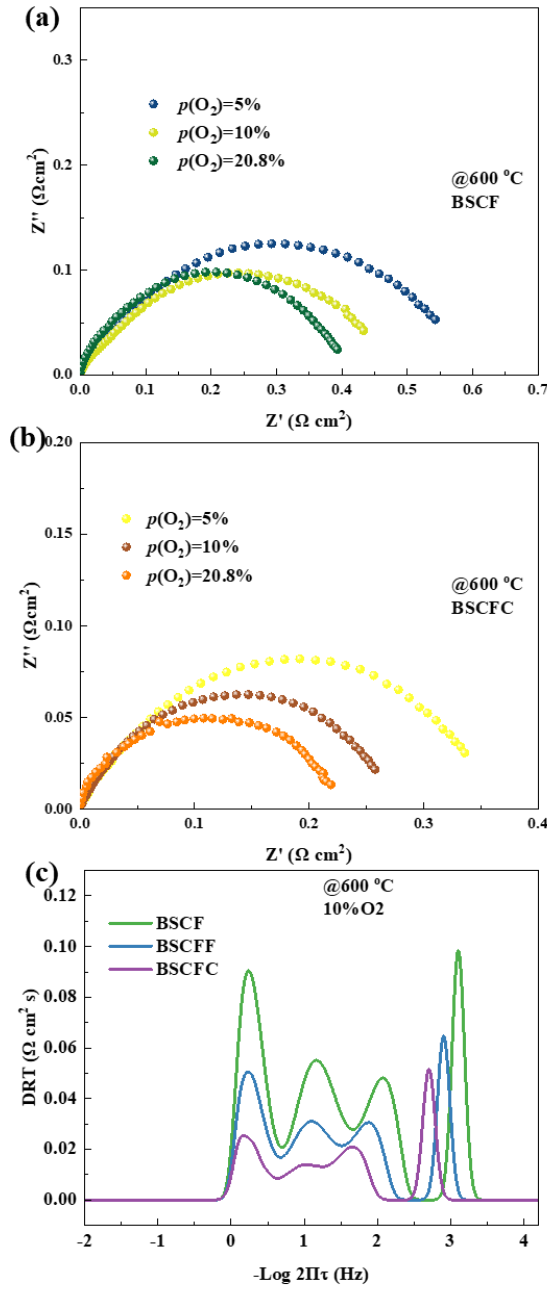 (a)
0.3
0.2
0.1
0.0
Z'' (Ωcm²)
p(O₂)=5%
p(O₂)=10%
p(O₂)=20.8%
@600 °C
BSCF
0.0 0.1 0.2 0.3 0.4 0.5 0.6 0.7
Z' (Ω cm²)
(b)
0.20
0.15
0.10
0.05
0.00
Z'' (Ωcm²)
p(O₂)=5%
p(O₂)=10%
p(O₂)=20.8%
@600 °C
BSCFC
0.0 0.1 0.2 0.3 0.4
Z' (Ω cm²)
(c)
0.12
0.10
0.08
0.06
0.04
0.02
0.00
DRT (Ω cm² s)
@600 °C
10%O2
BSCF
BSCFF
BSCFC
-2 -1 0 1 2 3 4
-Log 2Πτ (Hz)